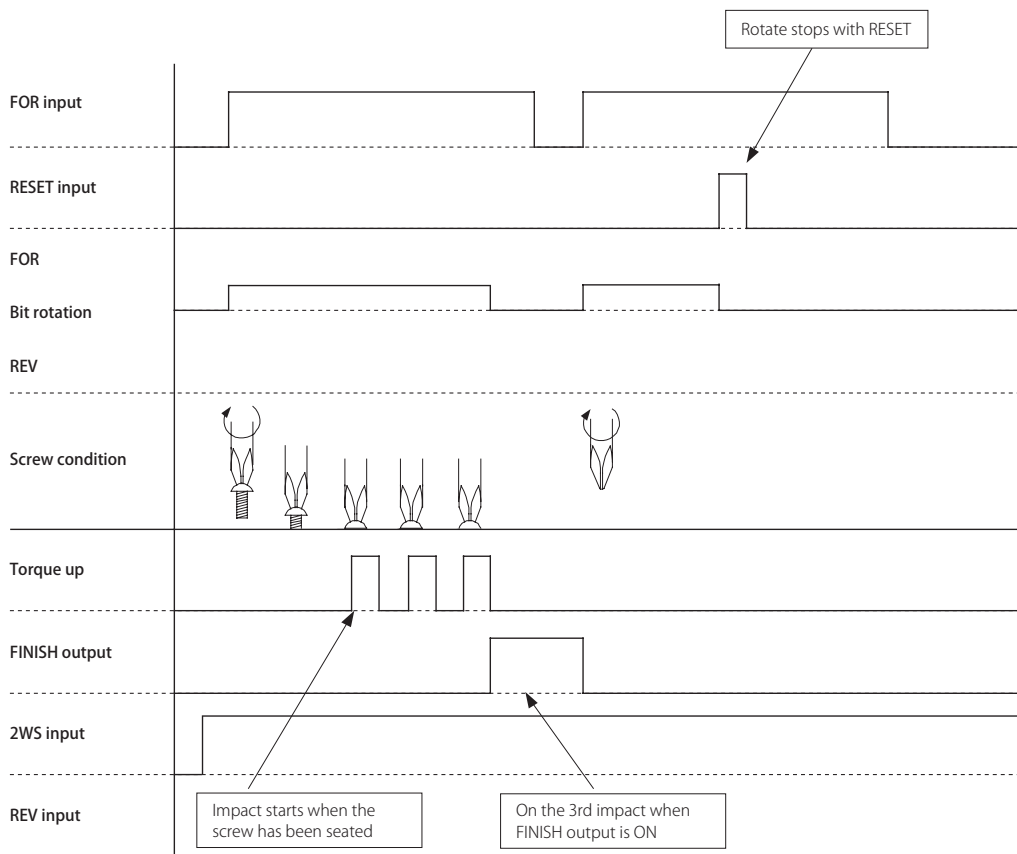 Rotate stops with RESET
FOR input
RESET input
FOR
Bit rotation
REV
Screw condition
Torque up
FINISH output
2WS input
REV input
Impact starts when the
screw has been seated
On the 3rd impact when
FINISH output is ON